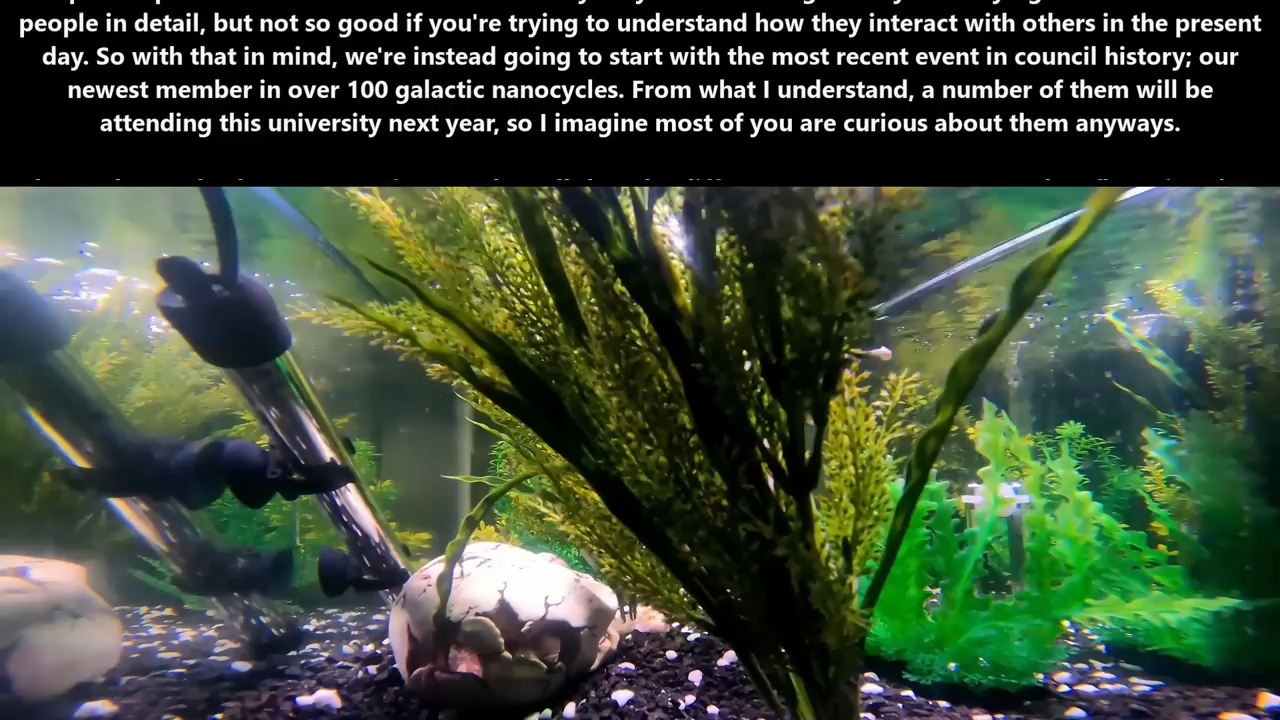 people in detail, but not so good if you're trying to understand how they interact with others in the present
day. So with that in mind, we're instead going to start with the most recent event in council history; our
newest member in over 100 galactic nanocycles. From what I understand, a number of them will be
attending this university next year, so I imagine most of you are curious about them anyways.